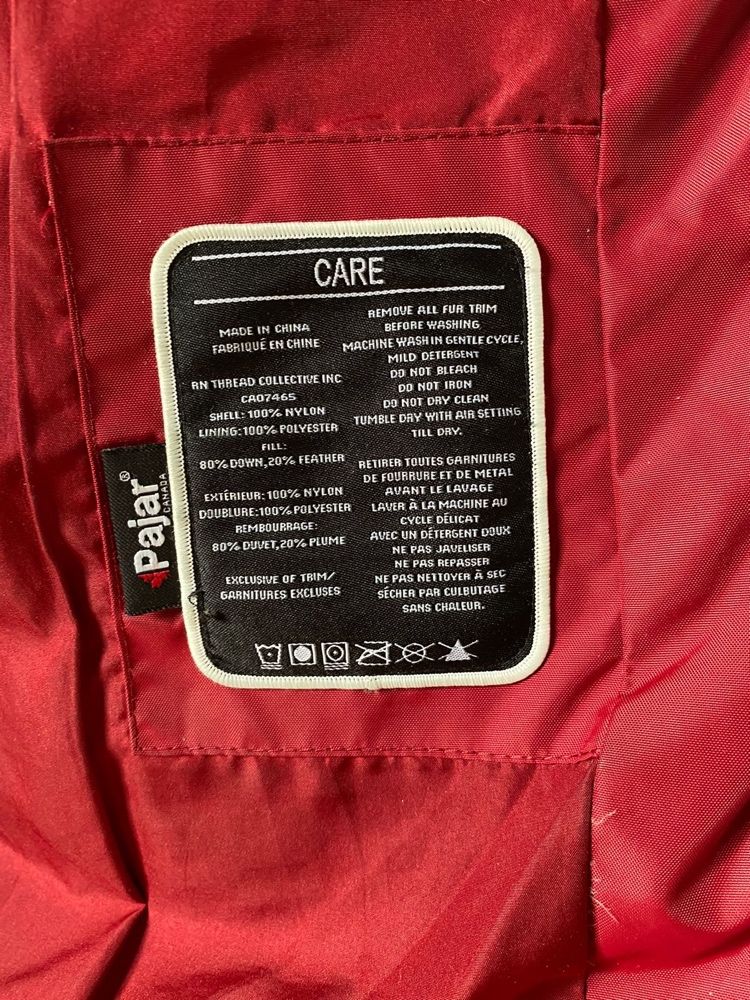 CARE
MADE IN CHINA
FABRIQUÉ EN CHINE
RN THREAD COLLECTIVE INC
CA07465
SHELL: 100% NYLON
LINING: 100% POLYESTER
FILL:
80% DOWN, 20% FEATHER
EXTÉRIEUR: 100% NYLON
DOUBLURE: 100% POLYESTER
REMBOURRAGE:
80% DUVET, 20% PLUME
EXCLUSIVE OF TRIM/
GARNITURES EXCLUSES
REMOVE ALL FUR TRIM
BEFORE WASHING
MACHINE WASH IN GENTLE CYCLE,
MILD DETERGENT
DO NOT BLEACH
DO NOT IRON
DO NOT DRY CLEAN
TUMBLE DRY WITH AIR SETTING
TILL DRY.
RETIRER TOUTES GARNITURES
DE FOURRURE ET DE METAL
AVANT LE LAVAGE
LAVER À LA MACHINE AU
CYCLE DÉLICAT
AVEC UN DÉTERGENT DOUX
NE PAS JAVELISER
NE PAS REPASSER
NE PAS NETTOYER À SEC
SÉCHER PAR CULBUTAGE
SANS CHALEUR.
Pajar®
CANADA